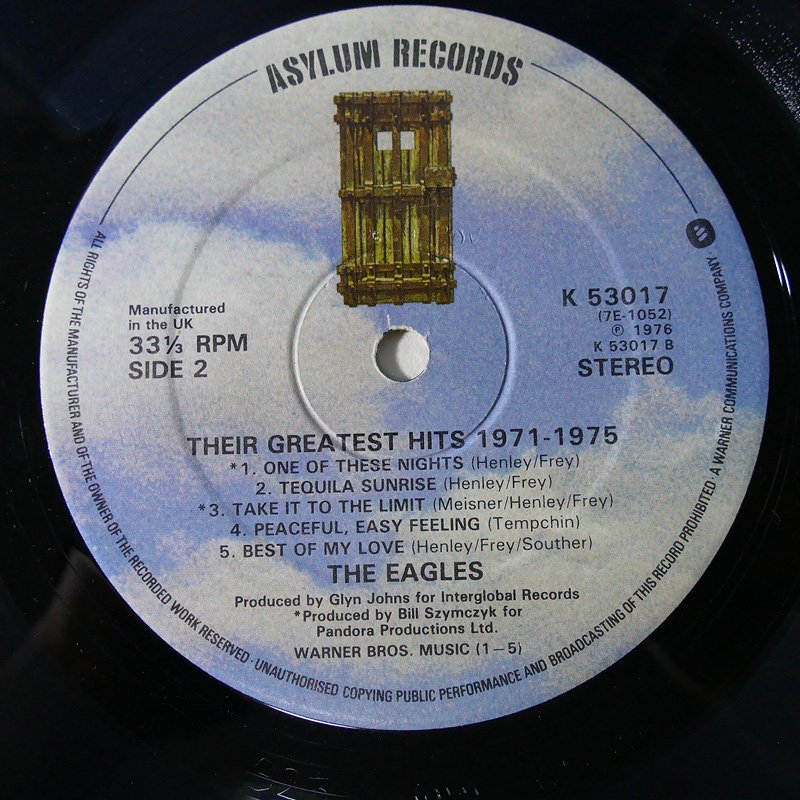 ASYLUM RECORDS
Manufactured
in the UK
33⅓ RPM
SIDE 2
K 53017
(7E-1052)
℗ 1976
K 53017 B
STEREO
THEIR GREATEST HITS 1971-1975
*1. ONE OF THESE NIGHTS (Henley/Frey)
2. TEQUILA SUNRISE (Henley/Frey)
*3. TAKE IT TO THE LIMIT (Meisner/Henley/Frey)
4. PEACEFUL, EASY FEELING (Tempchin)
5. BEST OF MY LOVE (Henley/Frey/Souther)
THE EAGLES
Produced by Glyn Johns for Interglobal Records
*Produced by Bill Szymczyk for
Pandora Productions Ltd.
WARNER BROS. MUSIC (1—5)
ALL RIGHTS OF THE MANUFACTURER AND OF THE OWNER OF THE RECORDED WORK RESERVED · UNAUTHORISED COPYING PUBLIC PERFORMANCE AND BROADCASTING OF THIS RECORD PROHIBITED · A WARNER COMMUNICATIONS COMPANY